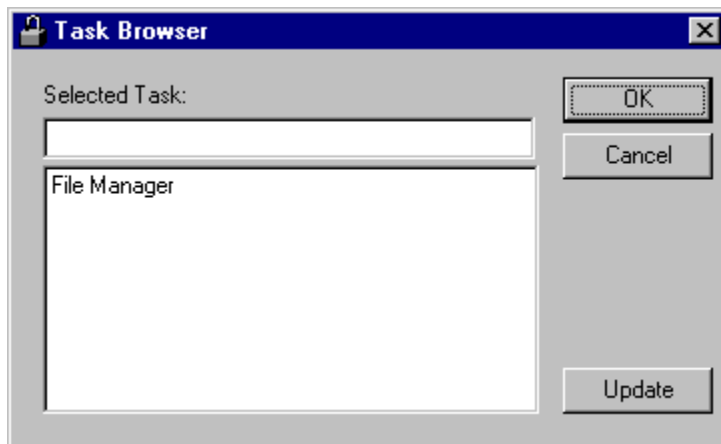 Task Browser
Selected Task:
OK
Cancel
File Manager
Update